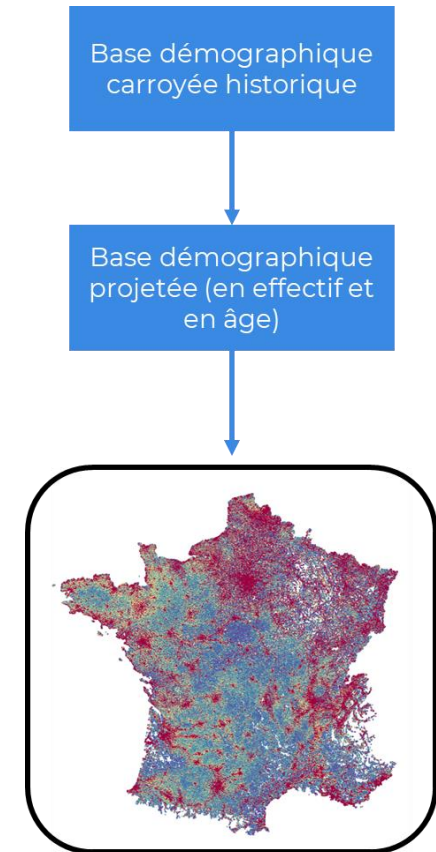 Base démographique
carroyée historique
Base démographique
projetée (en effectif et
en âge)